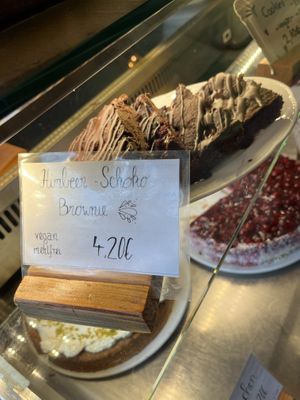 Himbeer - Schoko
Brownie
vegan
mehlfrei
4.20€